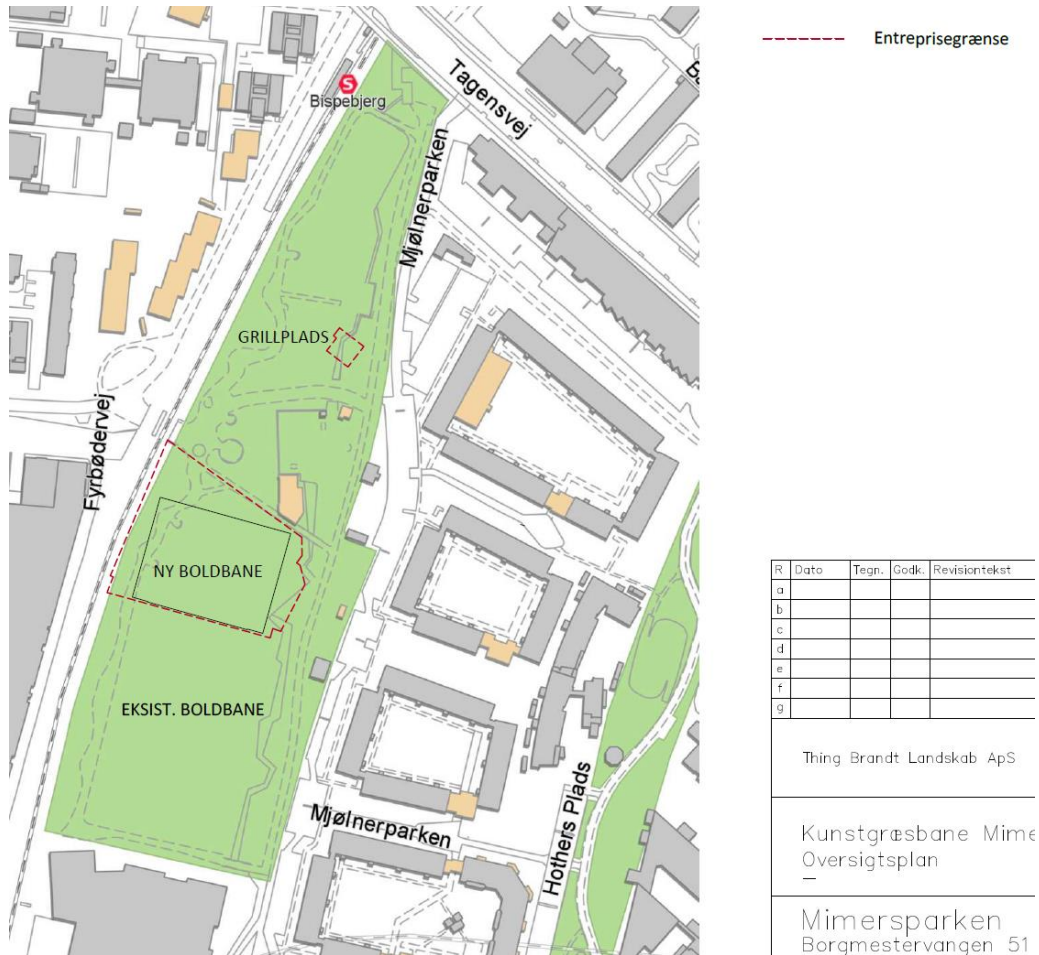 Entreprisegrænse
S
Bispebjerg
Tagensvej
Mjølnerparken
GRILLPLADS
Fyrbødervej
NY BOLDBANE
EKSIST. BOLDBANE
Mjølnerparken
Hothers Plads
R Dato Tegn. Godk. Revisiontekst
a
b
c
d
e
f
g
Thing Brandt Landskab ApS
Kunstgræsbane Mime
Oversigtsplan
–
Mimersparken
Borgmestervangen 51